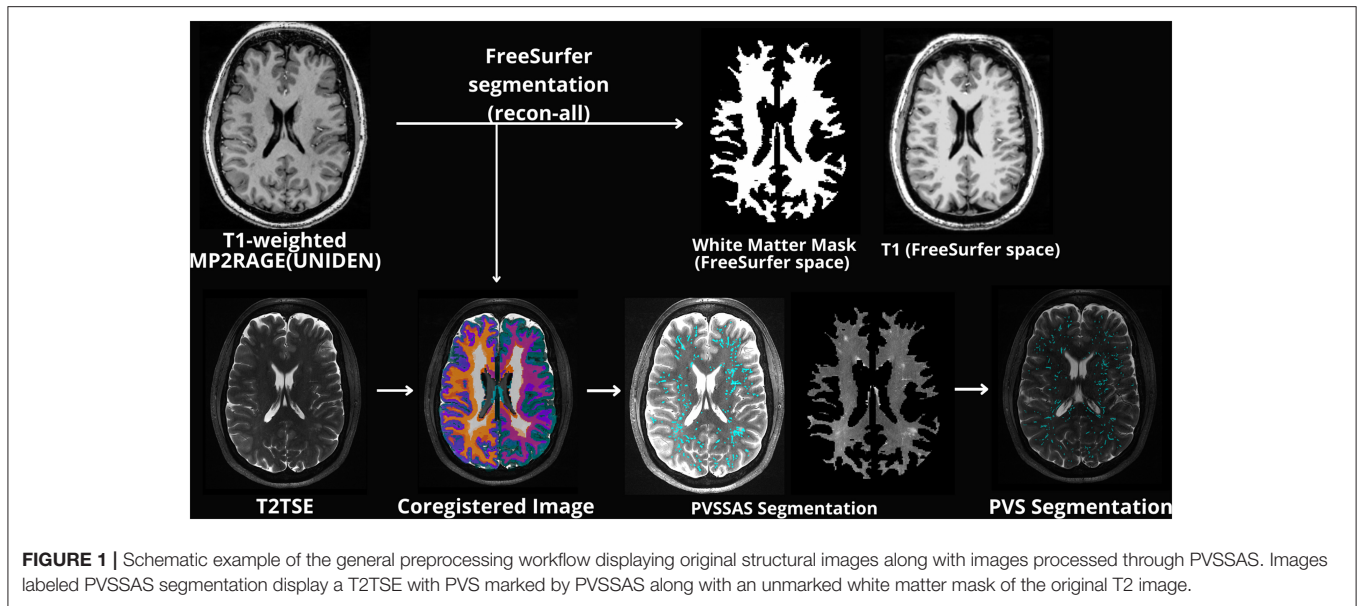 FreeSurfer
segmentation
(recon-all)
T1-weighted
MP2RAGE(UNIDEN)
White Matter Mask
(FreeSurfer space)
T1 (FreeSurfer space)
T2TSE
Coregistered Image
PVSSAS Segmentation
PVS Segmentation
FIGURE 1 | Schematic example of the general preprocessing workflow displaying original structural images along with images processed through PVSSAS. Images
labeled PVSSAS segmentation display a T2TSE with PVS marked by PVSSAS along with an unmarked white matter mask of the original T2 image.